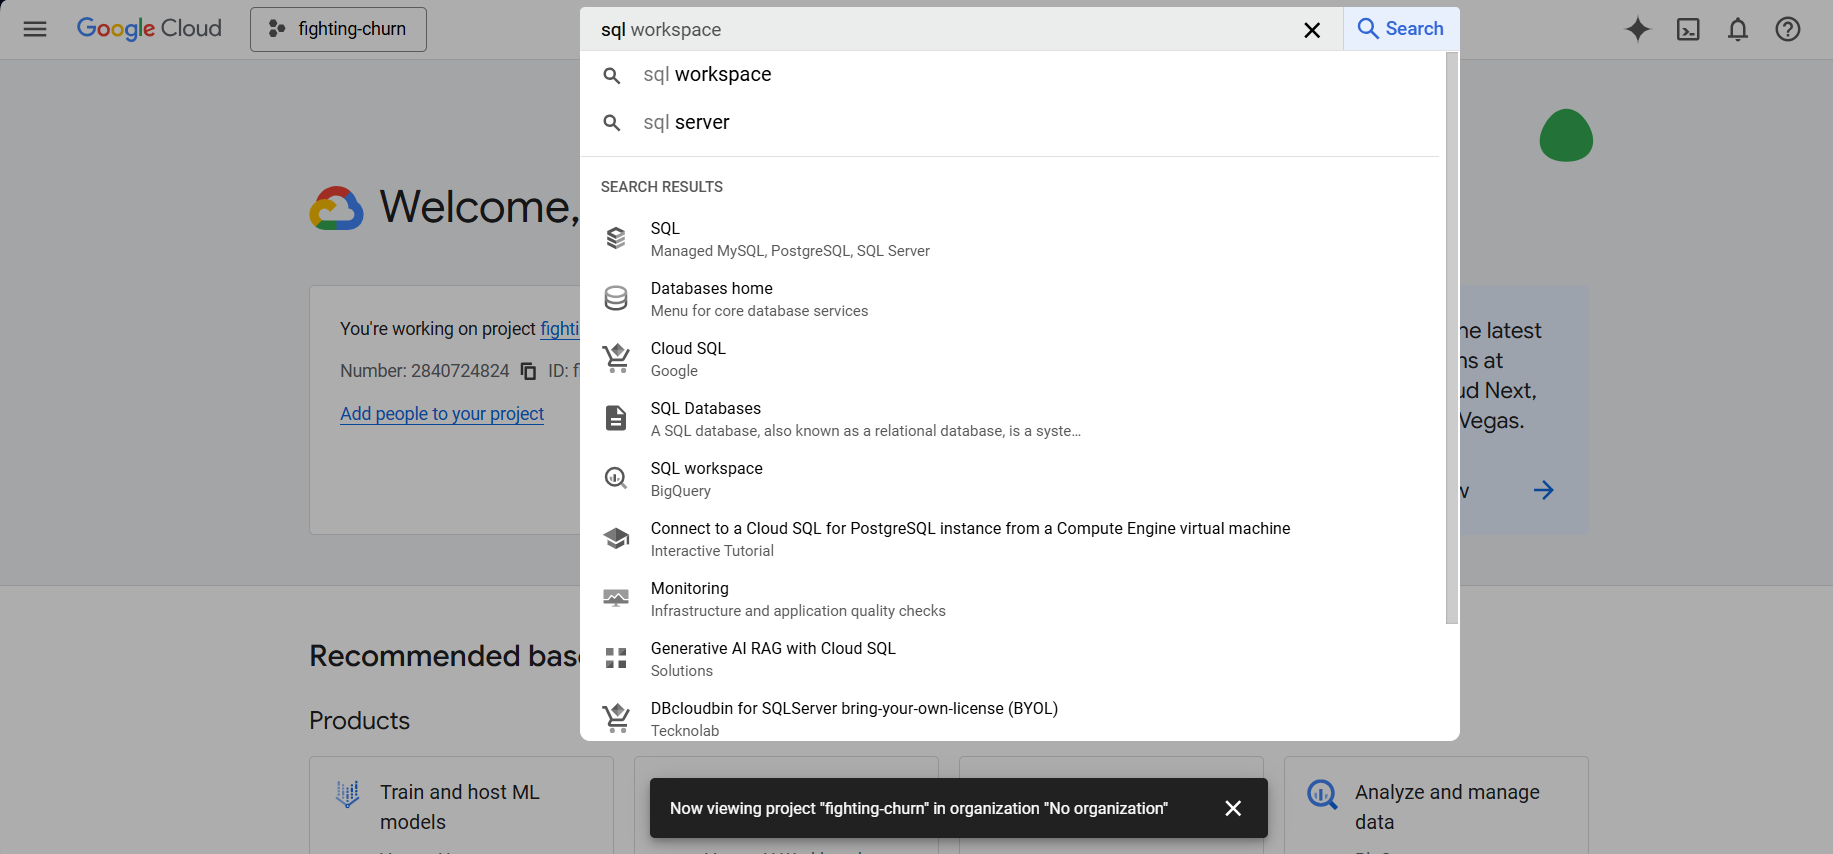 Google Cloud
fighting-churn
sql workspace
Search
sql workspace
sql server
SEARCH RESULTS
SQL
Managed MySQL, PostgreSQL, SQL Server
Databases home
Menu for core database services
Cloud SQL
Google
SQL Databases
A SQL database, also known as a relational database, is a syste...
SQL workspace
BigQuery
Connect to a Cloud SQL for PostgreSQL instance from a Compute Engine virtual machine
Interactive Tutorial
Monitoring
Infrastructure and application quality checks
Generative AI RAG with Cloud SQL
Solutions
DBcloudbin for SQLServer bring-your-own-license (BYOL)
Tecknolab
Welcome,
You're working on project fighti
Number: 2840724824 ID: f
Add people to your project
he latest
ns at
ud Next,
Vegas.
Recommended bas
Products
Train and host ML
models
Now viewing project "fighting-churn" in organization "No organization"
Analyze and manage
data